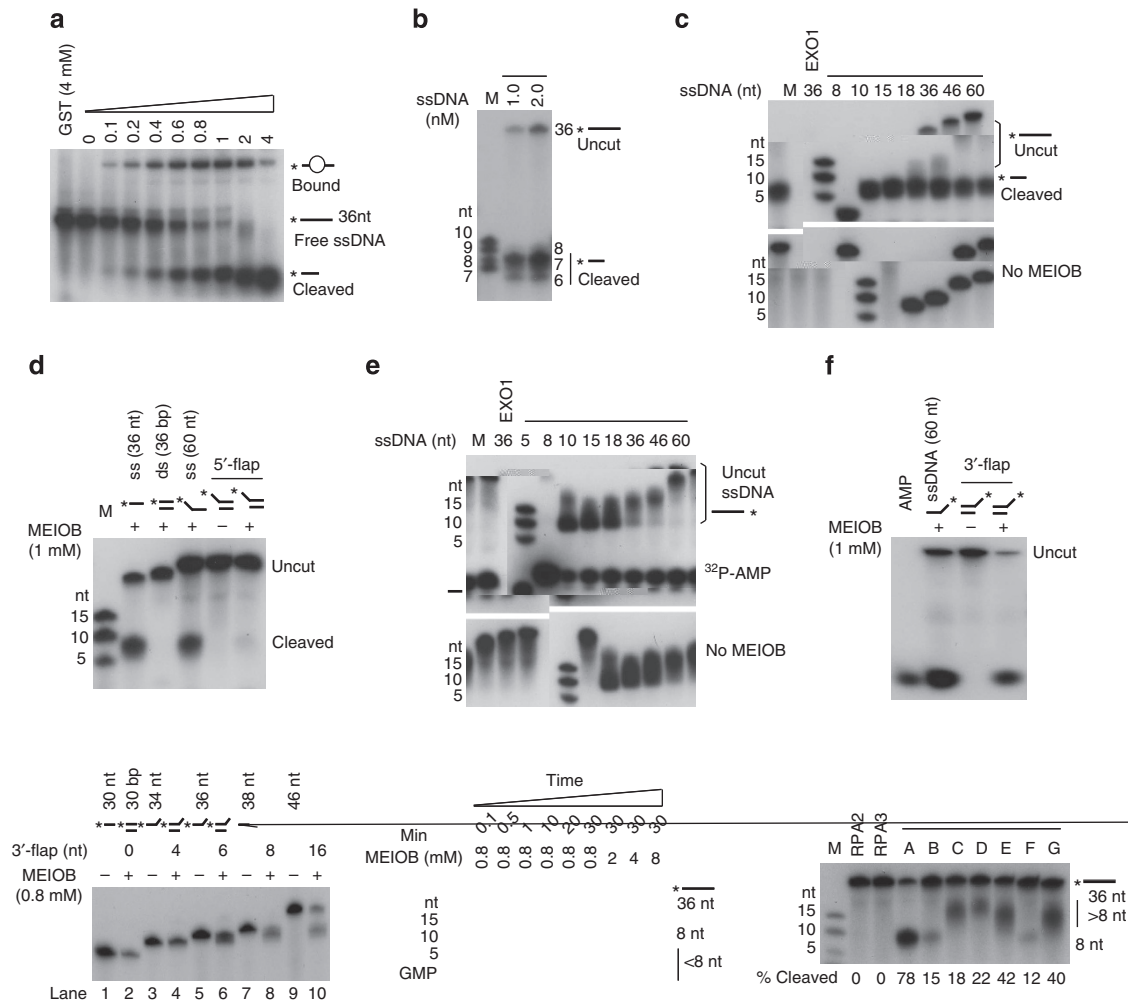 a
GST (4 mM)
0 0.1 0.2 0.4 0.6 0.8 1 2 4
*
Bound
* 36nt
Free ssDNA
*
Cleaved
b
ssDNA
(nM)
M 1.0 2.0
36 *
Uncut
nt
10
9
8
7
8
7
6
*
Cleaved
c
EXO1
ssDNA (nt) M 36 8 10 15 18 36 46 60
nt
15
10
5
*
Uncut
*
Cleaved
nt
15
10
5
No MEIOB
d
ss (36 nt)
ds (36 bp)
ss (60 nt)
5′-flap
* * * * *
M
MEIOB
(1 mM)
+ + + − +
Uncut
nt
15
10
5
Cleaved
e
EXO1
ssDNA (nt) M 36 5 8 10 15 18 36 46 60
nt
15
10
5
Uncut
ssDNA
*
32P-AMP
nt
15
10
5
No MEIOB
f
AMP
ssDNA (60 nt)
3′-flap
* * *
MEIOB
(1 mM)
+ − +
Uncut
30 nt
30 bp
34 nt
36 nt
38 nt
46 nt
* * * * * *
3′-flap (nt) 0 4 6 8 16
MEIOB
(0.8 mM)
− + − + − + − + − +
Lane 1 2 3 4 5 6 7 8 9 10
Time
Min 0.1 0.5 1 10 20 30 30 30 30
MEIOB (mM) 0.8 0.8 0.8 0.8 0.8 0.8 2 4 8
nt
15
10
5
GMP
*
36 nt
8 nt
<8 nt
M RPA2 RPA3 A B C D E F G
nt
15
10
5
*
36 nt
>8 nt
8 nt
% Cleaved 0 0 78 15 18 22 42 12 40